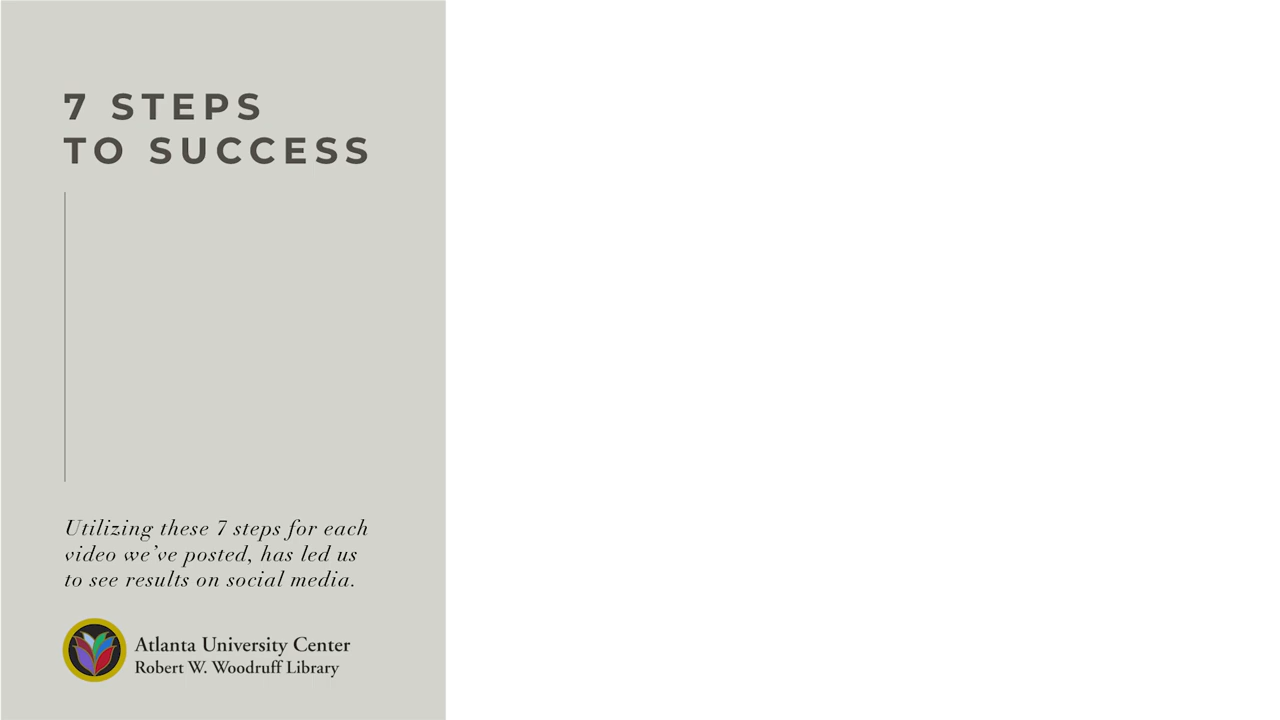 7 STEPS
TO SUCCESS
Utilizing these 7 steps for each
video we've posted, has led us
to see results on social media.
Atlanta University Center
Robert W. Woodruff Library